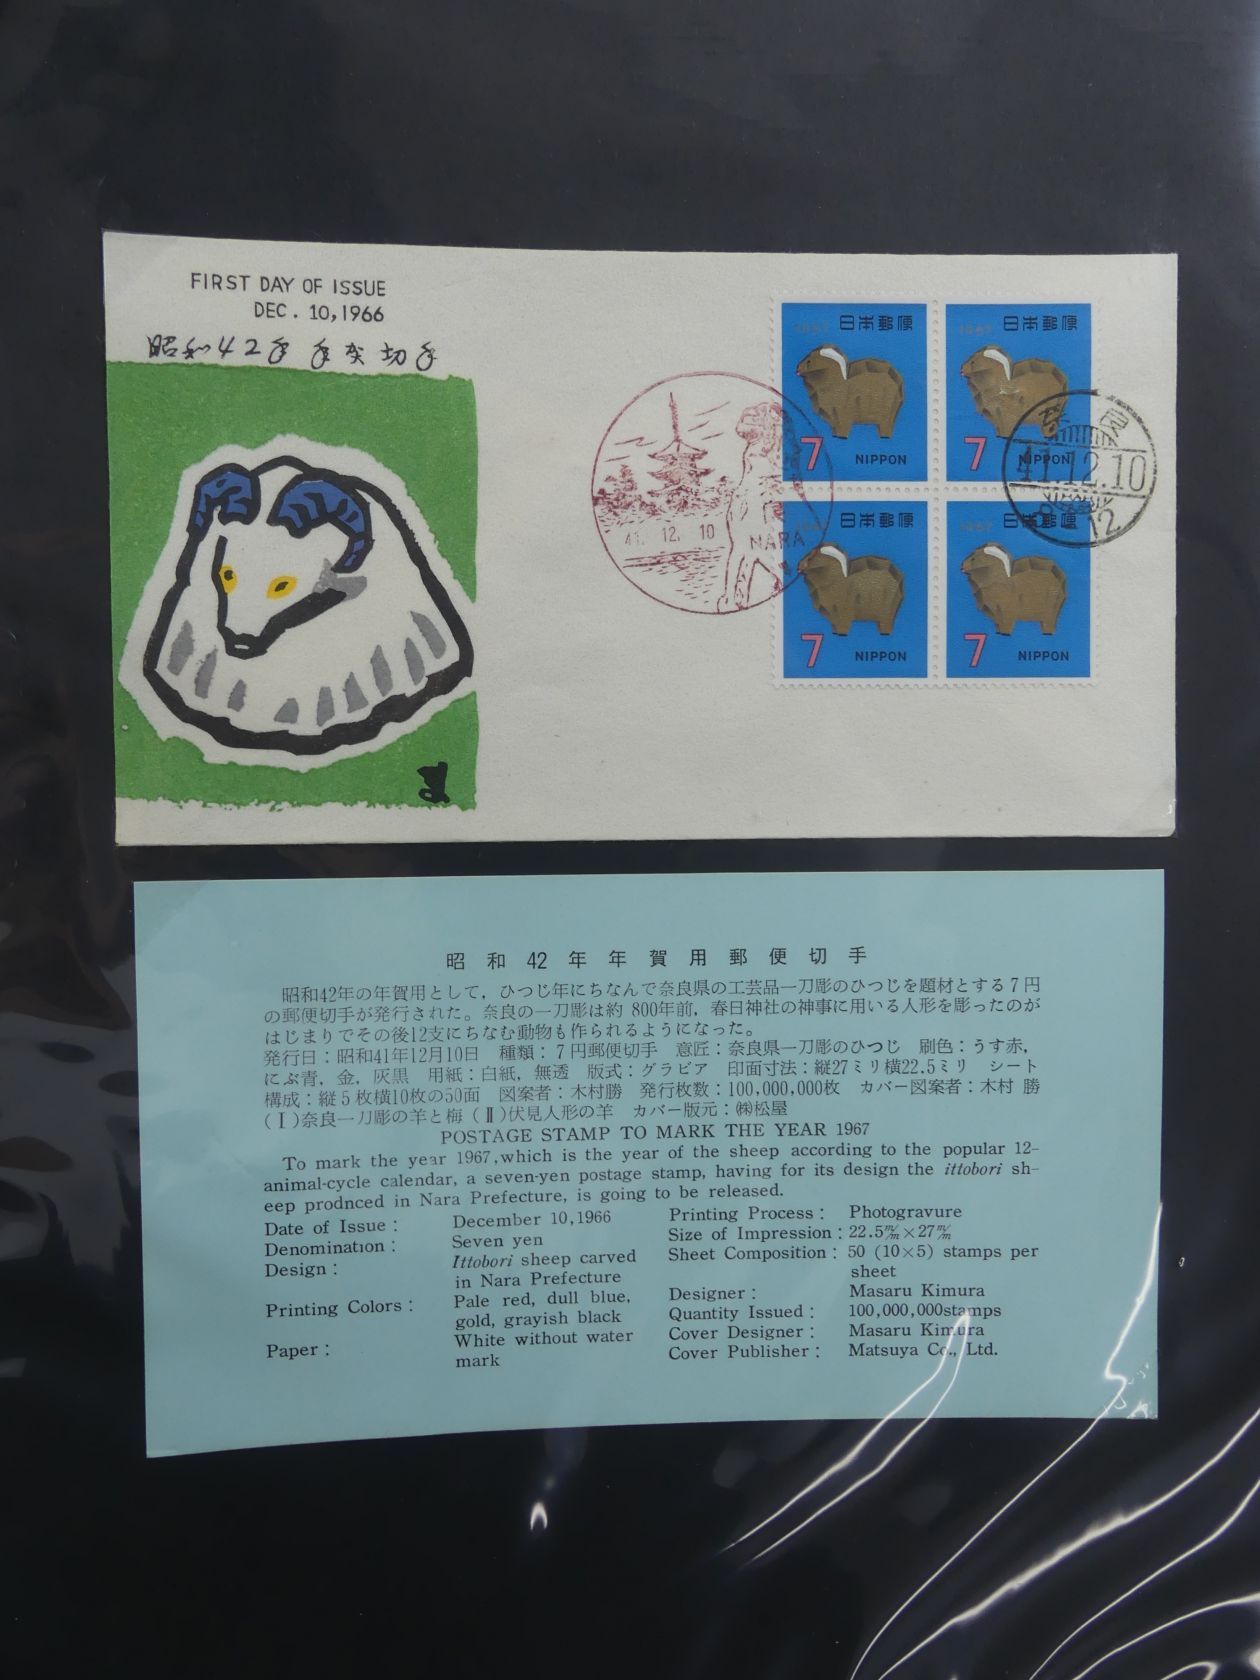 FIRST DAY OF ISSUE
DEC. 10,1966
昭和42年 年賀切手
1967 日本郵便
7 NIPPON
1967 日本郵便
7 NIPPON
日本郵便
7 NIPPON
1967 日本郵便
7 NIPPON
41. 12. 10
NARA
奈良
41.12.10
12
昭和42年年賀用郵便切手
昭和42年の年賀用として，ひつじ年にちなんで奈良県の工芸品一刀彫のひつじを題材とする7円
の郵便切手が発行された。奈良の一刀彫は約 800年前，春日神社の神事に用いる人形を彫ったのが
はじまりでその後12支にちなむ動物も作られるようになった。
発行日：昭和41年12月10日 種類：7円郵便切手 意匠：奈良県一刀彫のひつじ 刷色：うす赤，
にぶ青，金，灰黒 用紙：白紙，無透 版式：グラビア 印面寸法：縦27ミリ横22.5ミリ シート
構成：縦5枚横10枚の50面 図案者：木村勝 発行枚数：100,000,000枚 カバー図案者：木村 勝
(Ⅰ)奈良一刀彫の羊と梅 (Ⅱ)伏見人形の羊 カバー版元：㈱松屋
POSTAGE STAMP TO MARK THE YEAR 1967
To mark the year 1967,which is the year of the sheep according to the popular 12-
animal-cycle calendar, a seven-yen postage stamp, having for its design the ittobori sh-
eep prodnced in Nara Prefecture, is going to be released.
Date of Issue: December 10,1966
Denomination: Seven yen
Design: Ittobori sheep carved
in Nara Prefecture
Printing Colors: Pale red, dull blue,
gold, grayish black
Paper: White without water
mark
Printing Process: Photogravure
Size of Impression: 22.5m/m×27m/m
Sheet Composition: 50 (10×5) stamps per
sheet
Designer: Masaru Kimura
Quantity Issued: 100,000,000stamps
Cover Designer: Masaru Kimura
Cover Publisher: Matsuya Co., Ltd.